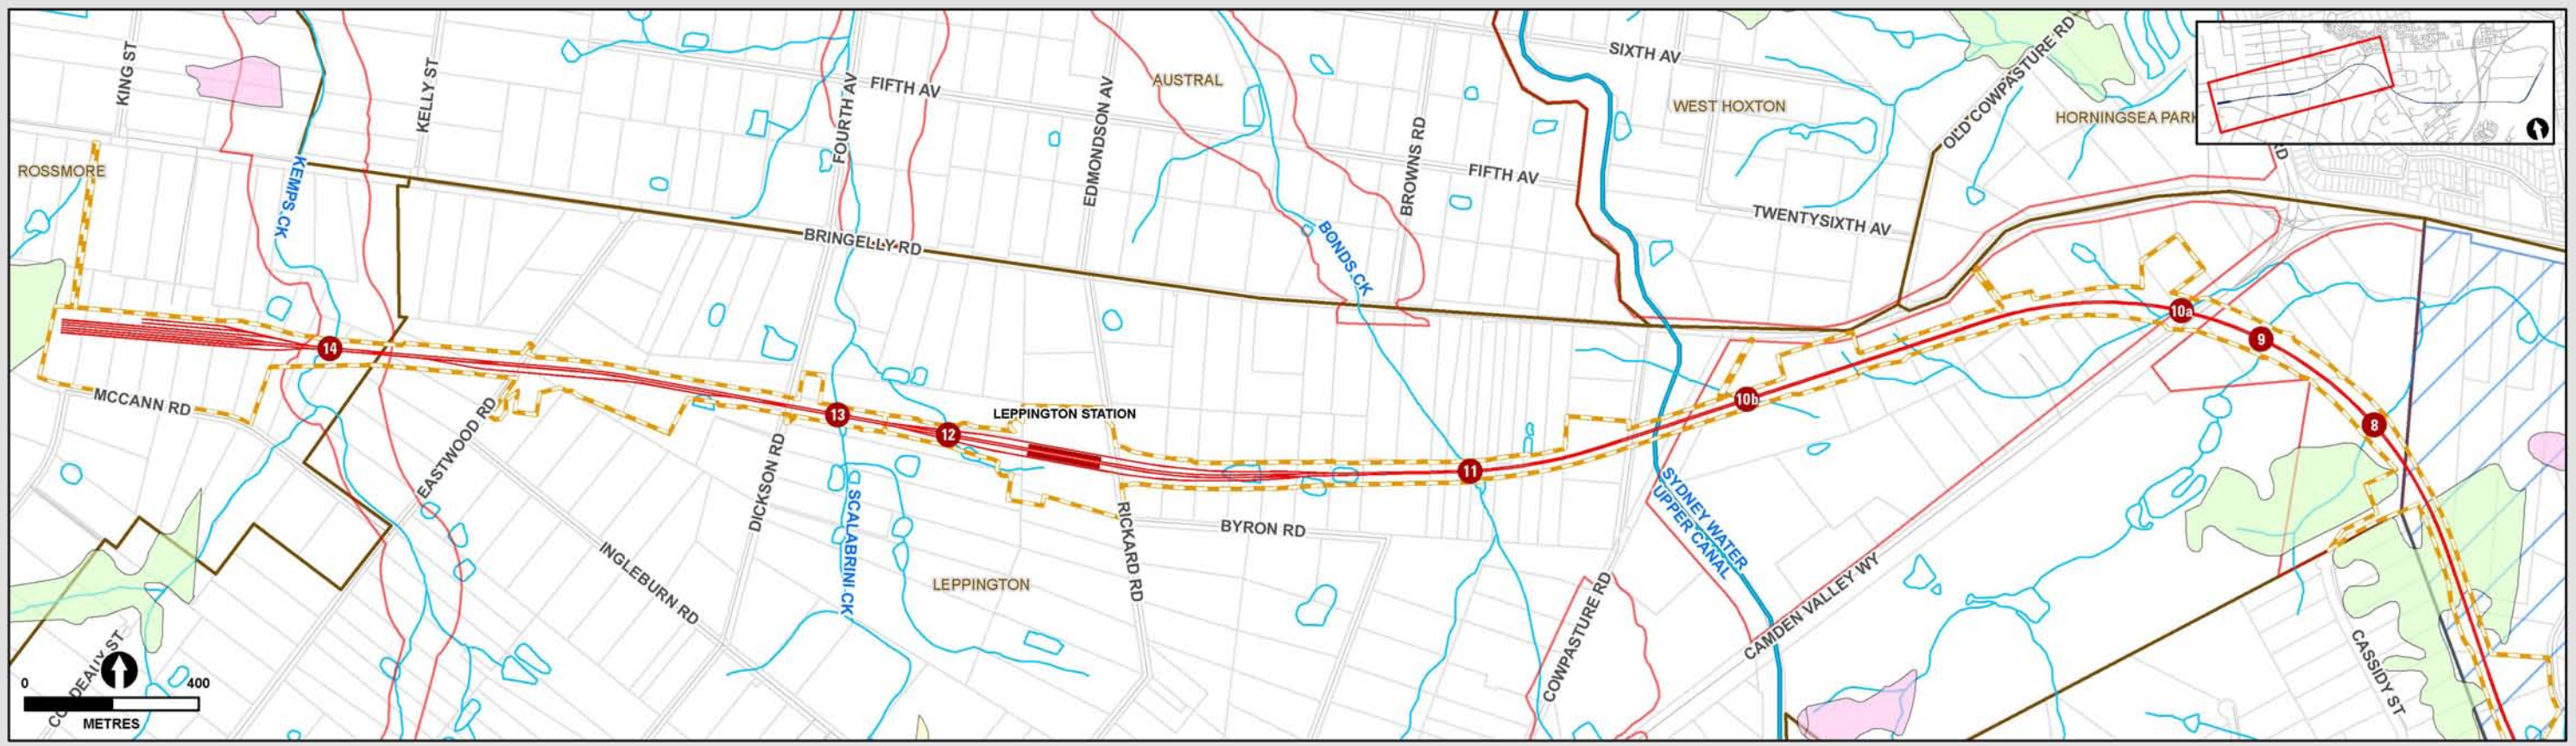 KING ST
KELLY ST
FIFTH AV
FOURTH AV
EDMONDSON AV
AUSTRAL
BROWNS RD
FIFTH AV
SIXTH AV
WEST HOXTON
OLD COWPASTURE RD
HORNINGSEA PARK
RD
ROSSMORE
KEMPS CK
BRINGELLY RD
BONDS CK
TWENTYSIXTH AV
14
13
12
LEPPINGTON STATION
11
10b
10a
9
8
MCCANN RD
EASTWOOD RD
DICKSON RD
SCALABRINI CK
INGLEBURN RD
LEPPINGTON
RICKARD RD
BYRON RD
COWPASTURE RD
SYDNEY WATER
UPPER CANAL
CAMDEN VALLEY WY
CASSIDY ST
0
400
METRES